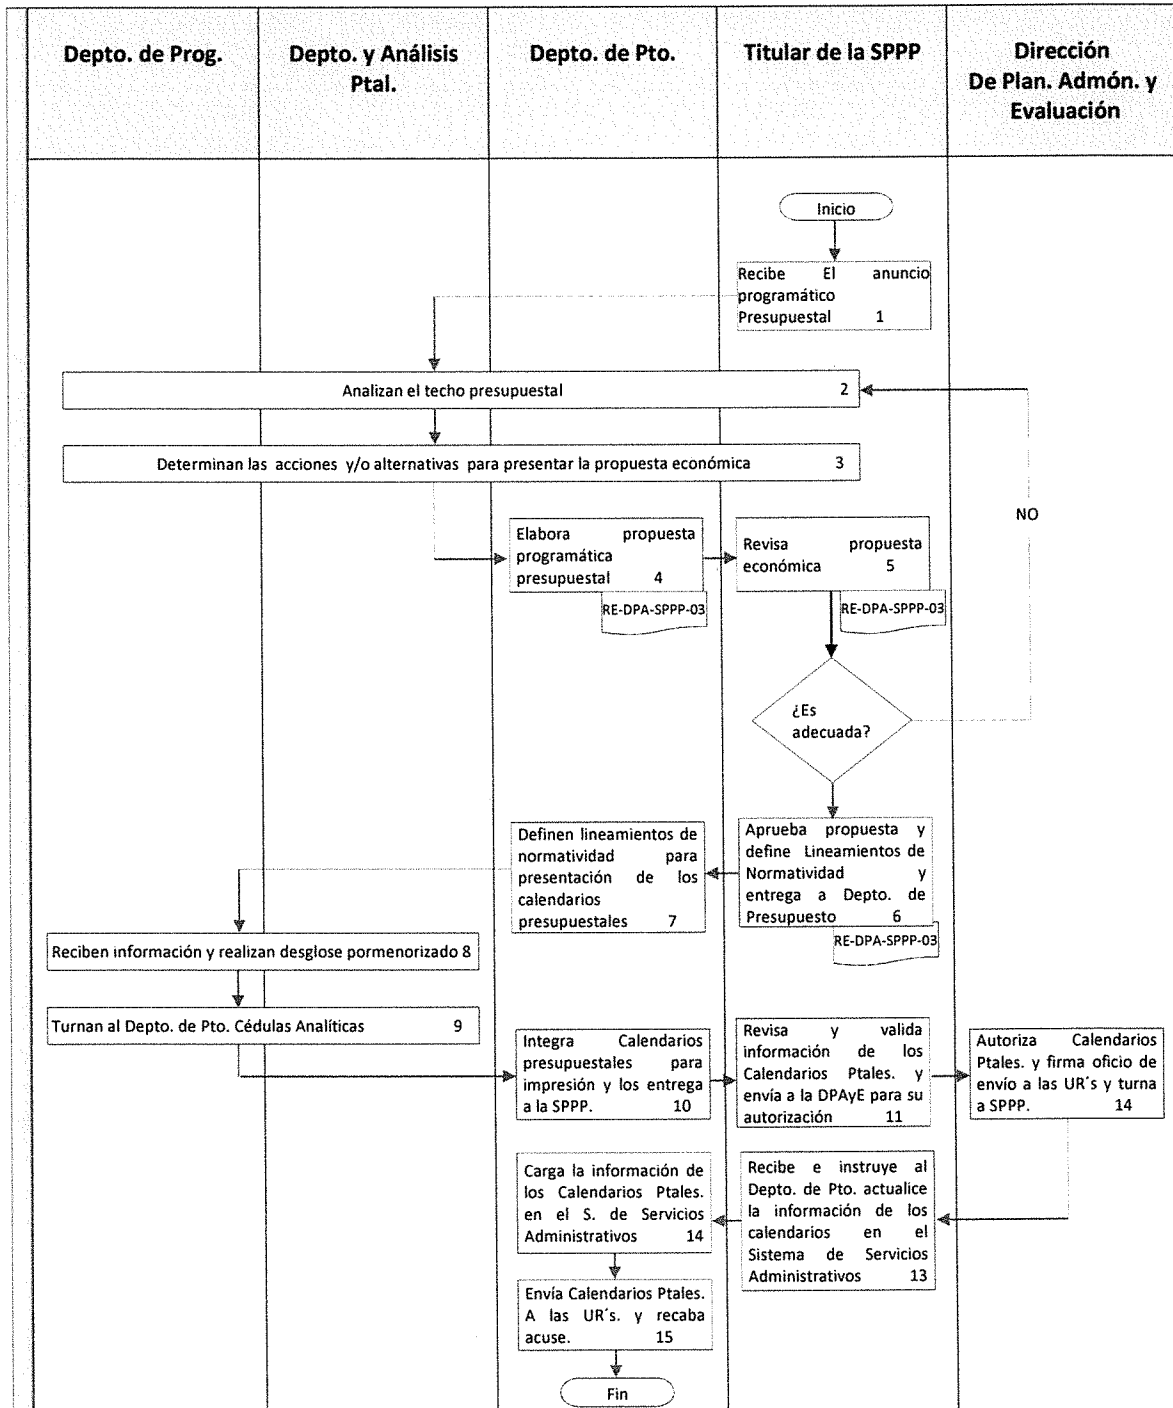 Depto. de Prog.
Depto. y Análisis
Ptal.
Depto. de Pto.
Titular de la SPPP
Dirección
De Plan. Admón. y
Evaluación
Inicio
Recibe El anuncio
programático
Presupuestal 1
Analizan el techo presupuestal 2
Determinan las acciones y/o alternativas para presentar la propuesta económica 3
NO
Elabora propuesta
programática
presupuestal 4
RE-DPA-SPPP-03
Revisa propuesta
económica 5
RE-DPA-SPPP-03
¿Es
adecuada?
Aprueba propuesta y
define Lineamientos de
Normatividad y
entrega a Depto. de
Presupuesto 6
RE-DPA-SPPP-03
Definen lineamientos de
normatividad para
presentación de los
calendarios
presupuestales 7
Reciben información y realizan desglose pormenorizado 8
Turnan al Depto. de Pto. Cédulas Analíticas 9
Integra Calendarios
presupuestales para
impresión y los entrega
a la SPPP. 10
Revisa y valida
información de los
Calendarios Ptales. y
envía a la DPAyE para su
autorización 11
Autoriza Calendarios
Ptales. y firma oficio de
envío a las UR´s y turna
a SPPP. 14
Recibe e instruye al
Depto. de Pto. actualice
la información de los
calendarios en el
Sistema de Servicios
Administrativos 13
Carga la información de
los Calendarios Ptales.
en el S. de Servicios
Administrativos 14
Envía Calendarios Ptales.
A las UR´s. y recaba
acuse. 15
Fin